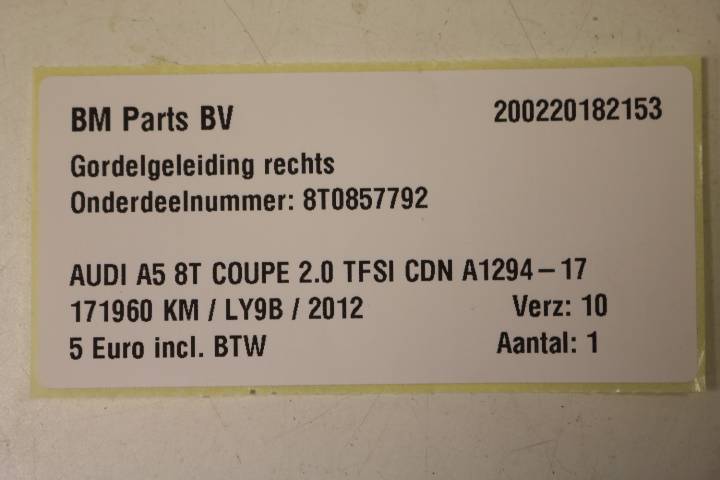 BM Parts BV 200220182153
Gordelgeleiding rechts
Onderdeelnummer: 8T0857792
AUDI A5 8T COUPE 2.0 TFSI CDN A1294-17
171960 KM / LY9B / 2012 Verz: 10
5 Euro incl. BTW Aantal: 1